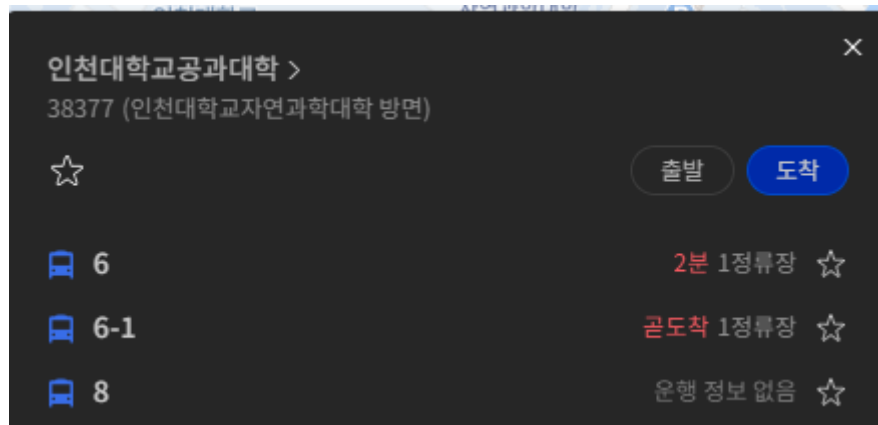 인천대학교공과대학 >
38377 (인천대학교자연과학대학 방면)
출발 도착
6 2분 1정류장
6-1 곧도착 1정류장
8 운행 정보 없음